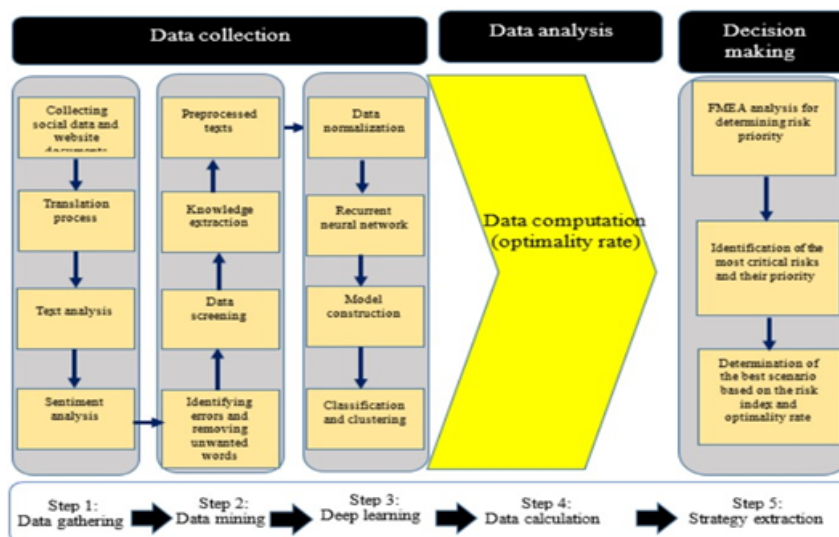 Data collection
Data analysis
Decision
making
Collecting
social data and
website
documents
Translation
process
Text analysis
Sentiment
analysis
Preprocessed
texts
Knowledge
extraction
Data
screening
Identifying
errors and
removing
unwanted
words
Data
normalization
Recurrent
neural network
Model
construction
Classification
and clustering
Data computation
(optimality rate)
FMEA analysis for
determining risk
priority
Identification of the
most critical risks
and their priority
Determination of
the best scenario
based on the risk
index and
optimality rate
Step 1:
Data gathering
Step 2:
Data mining
Step 3:
Deep learning
Step 4:
Data calculation
Step 5:
Strategy extraction